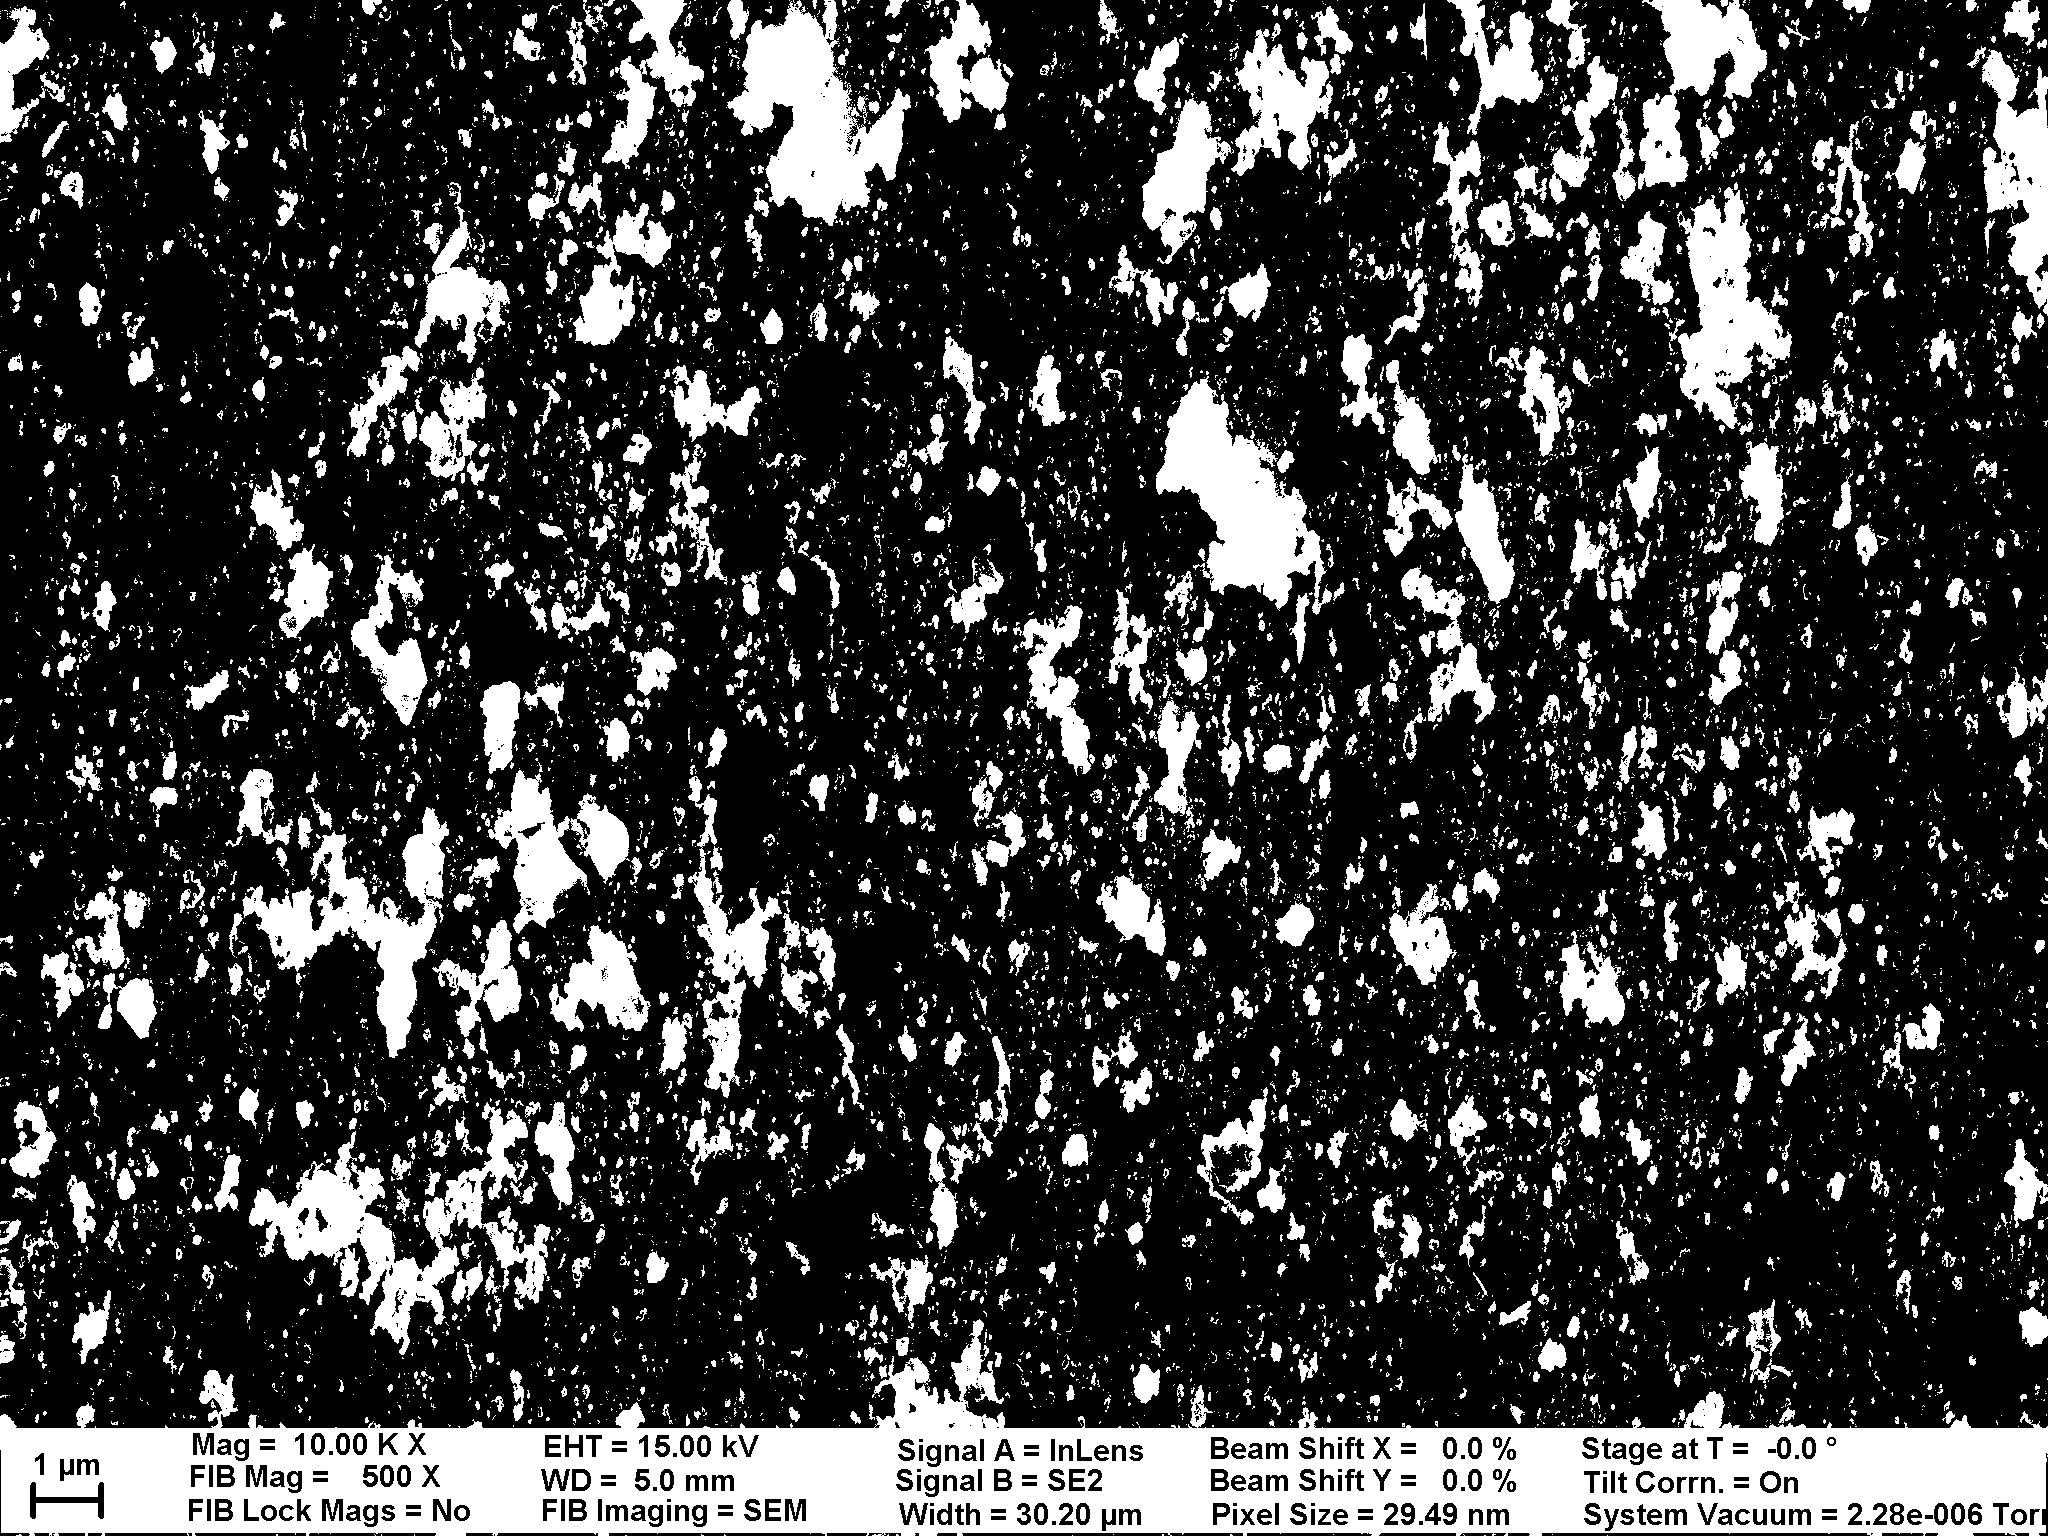 1 µm
Mag = 10.00 K X
FIB Mag = 500 X
FIB Lock Mags = No
EHT = 15.00 kV
WD = 5.0 mm
FIB Imaging = SEM
Signal A = InLens
Signal B = SE2
Width = 30.20 µm
Beam Shift X = 0.0 %
Beam Shift Y = 0.0 %
Pixel Size = 29.49 nm
Stage at T = -0.0 °
Tilt Corrn. = On
System Vacuum = 2.28e-006